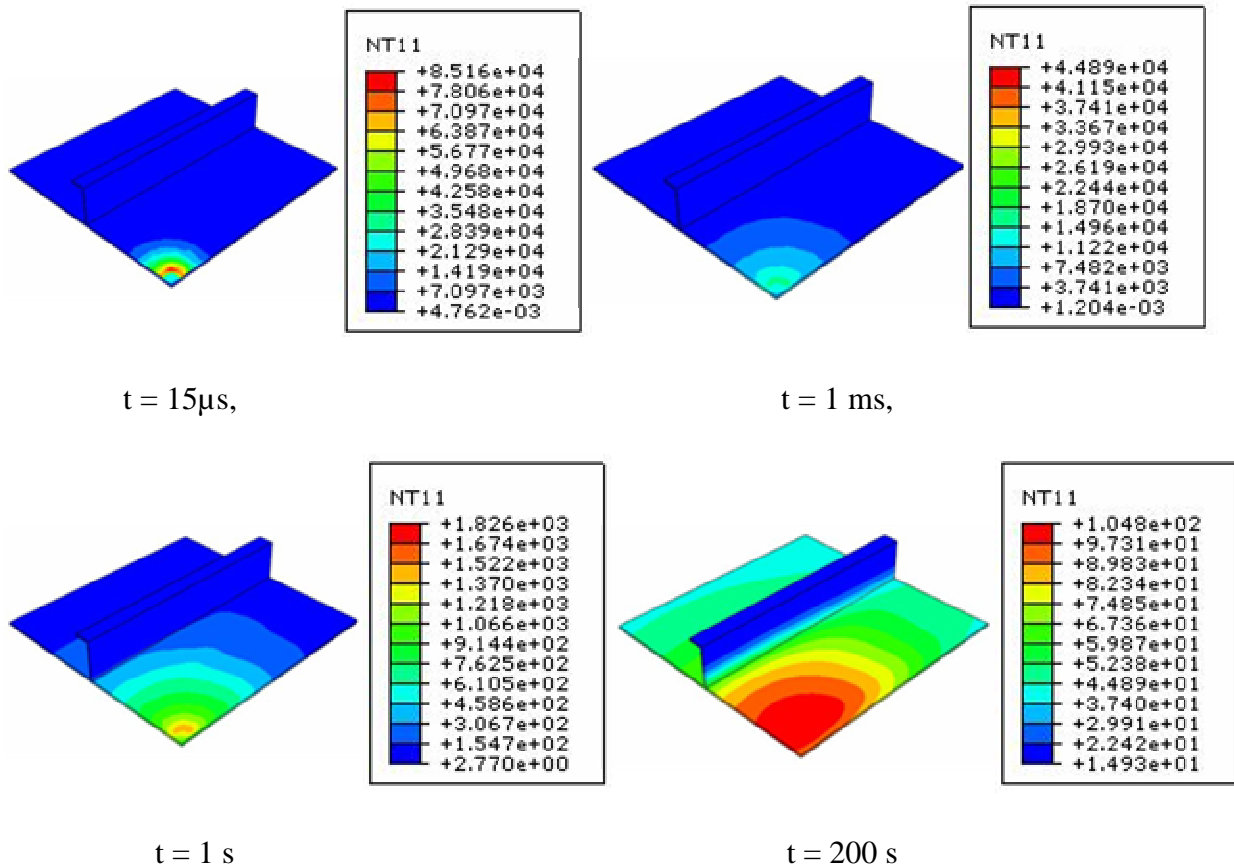 NT11
+8.516e+04
+7.806e+04
+7.097e+04
+6.387e+04
+5.677e+04
+4.968e+04
+4.258e+04
+3.548e+04
+2.839e+04
+2.129e+04
+1.419e+04
+7.097e+03
+4.762e-03
NT11
+4.489e+04
+4.115e+04
+3.741e+04
+3.367e+04
+2.993e+04
+2.619e+04
+2.244e+04
+1.870e+04
+1.496e+04
+1.122e+04
+7.482e+03
+3.741e+03
+1.204e-03
t = 15µs,
t = 1 ms,
NT11
+1.826e+03
+1.674e+03
+1.522e+03
+1.370e+03
+1.218e+03
+1.066e+03
+9.144e+02
+7.625e+02
+6.105e+02
+4.586e+02
+3.067e+02
+1.547e+02
+2.770e+00
NT11
+1.048e+02
+9.731e+01
+8.983e+01
+8.234e+01
+7.485e+01
+6.736e+01
+5.987e+01
+5.238e+01
+4.489e+01
+3.740e+01
+2.991e+01
+2.242e+01
+1.493e+01
t = 1 s
t = 200 s